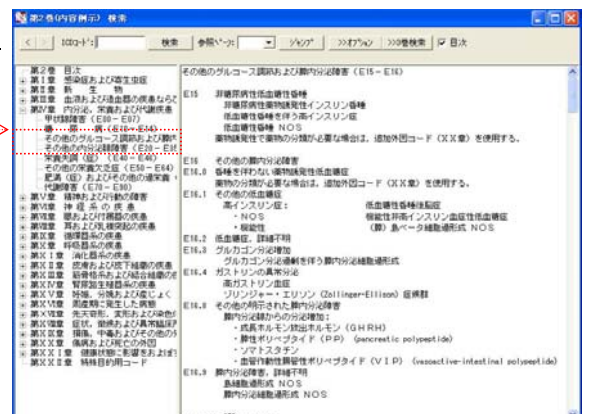 第2巻(内容例示) 検索
< > ICDコード: 検索 参照ページ: ジャンプ >>オプション >>3巻検索 目次
第2巻 目次
第Ⅰ章 感染症および寄生虫症
第Ⅱ章 新生物
第Ⅲ章 血液および造血器の疾患ならび
第Ⅳ章 内分泌、栄養および代謝疾患
甲状腺障害 (E00-E07)
糖尿病 (E10-E14)
その他のグルコース調節および膵内
その他の内分泌腺障害 (E20-E35
栄養失調(症) (E40-E46)
その他の栄養欠乏症 (E50-E64)
肥満(症)およびその他の過栄養
代謝障害 (E70-E90)
第Ⅴ章 精神および行動の障害
第Ⅵ章 神経系の疾患
第Ⅶ章 眼および付属器の疾患
第Ⅷ章 耳および乳様突起の疾患
第Ⅸ章 循環器系の疾患
第Ⅹ章 呼吸器系の疾患
第ⅩⅠ章 消化器系の疾患
第ⅩⅡ章 皮膚および皮下組織の疾患
第ⅩⅢ章 筋骨格系および結合組織の疾
第ⅩⅣ章 腎尿路生殖器系の疾患
第ⅩⅤ章 妊娠、分娩および産じょく
第ⅩⅥ章 周産期に発生した病態
第ⅩⅦ章 先天奇形、変形および染色体
第ⅩⅧ章 症状、徴候および異常臨床所
第ⅩⅨ章 損傷、中毒およびその他の外
第ⅩⅩ章 傷病および死亡の外因
第ⅩⅩⅠ章 健康状態に影響をおよぼす
第ⅩⅩⅡ章 特殊目的用コード
その他のグルコース調節および膵内分泌障害 (E15-E16)
E15 非糖尿病性低血糖性昏睡
非糖尿病性薬物誘発性インスリン昏睡
低血糖性昏睡を伴う高インスリン症
低血糖性昏睡 NOS
薬物誘発性で薬物の分類が必要な場合は、追加外因コード(ⅩⅩ章)を使用する。
E16 その他の膵内分泌障害
E16.0 昏睡を伴わない薬物誘発性低血糖症
薬物の分類が必要な場合は、追加外因コード(ⅩⅩ章)を使用する。
E16.1 その他の低血糖症
高インスリン症: 低血糖性昏睡後脳症
・NOS 機能性非高インスリン血症性低血糖症
・機能性 (膵)島ベータ細胞過形成 NOS
E16.2 低血糖症、詳細不明
E16.3 グルカゴン分泌増加
グルカゴン分泌過剰を伴う膵内分泌細胞過形成
E16.4 ガストリンの異常分泌
高ガストリン血症
ゾリンジャー・エリソン(Zollinger-Ellison)症候群
E16.8 その他の明示された膵内分泌障害
膵内分泌腺からの分泌増加:
・成長ホルモン放出ホルモン(GHRH)
・膵性ポリペプタイド(PP) (pancreatic polypeptide)
・ソマトスタチン
・血管作動性腸管性ポリペプタイド(VIP) (vasoactive-intestinal polypeptide)
E16.9 膵内分泌障害、詳細不明
島細胞過形成 NOS
膵内分泌細胞過形成 NOS